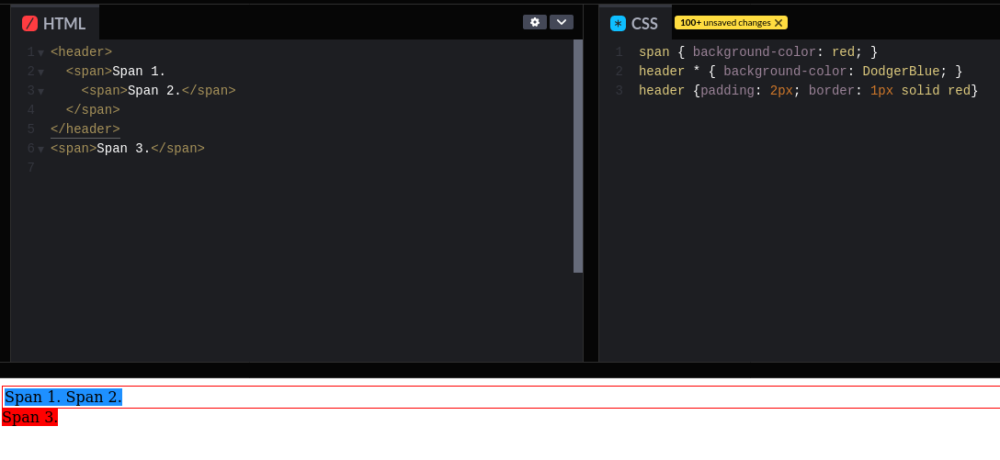 HTML
1 <header>
2 <span>Span 1.
3 <span>Span 2.</span>
4 </span>
5 </header>
6 <span>Span 3.</span>
7
CSS 100+ unsaved changes
1 span { background-color: red; }
2 header * { background-color: DodgerBlue; }
3 header {padding: 2px; border: 1px solid red}
Span 1. Span 2.
Span 3.